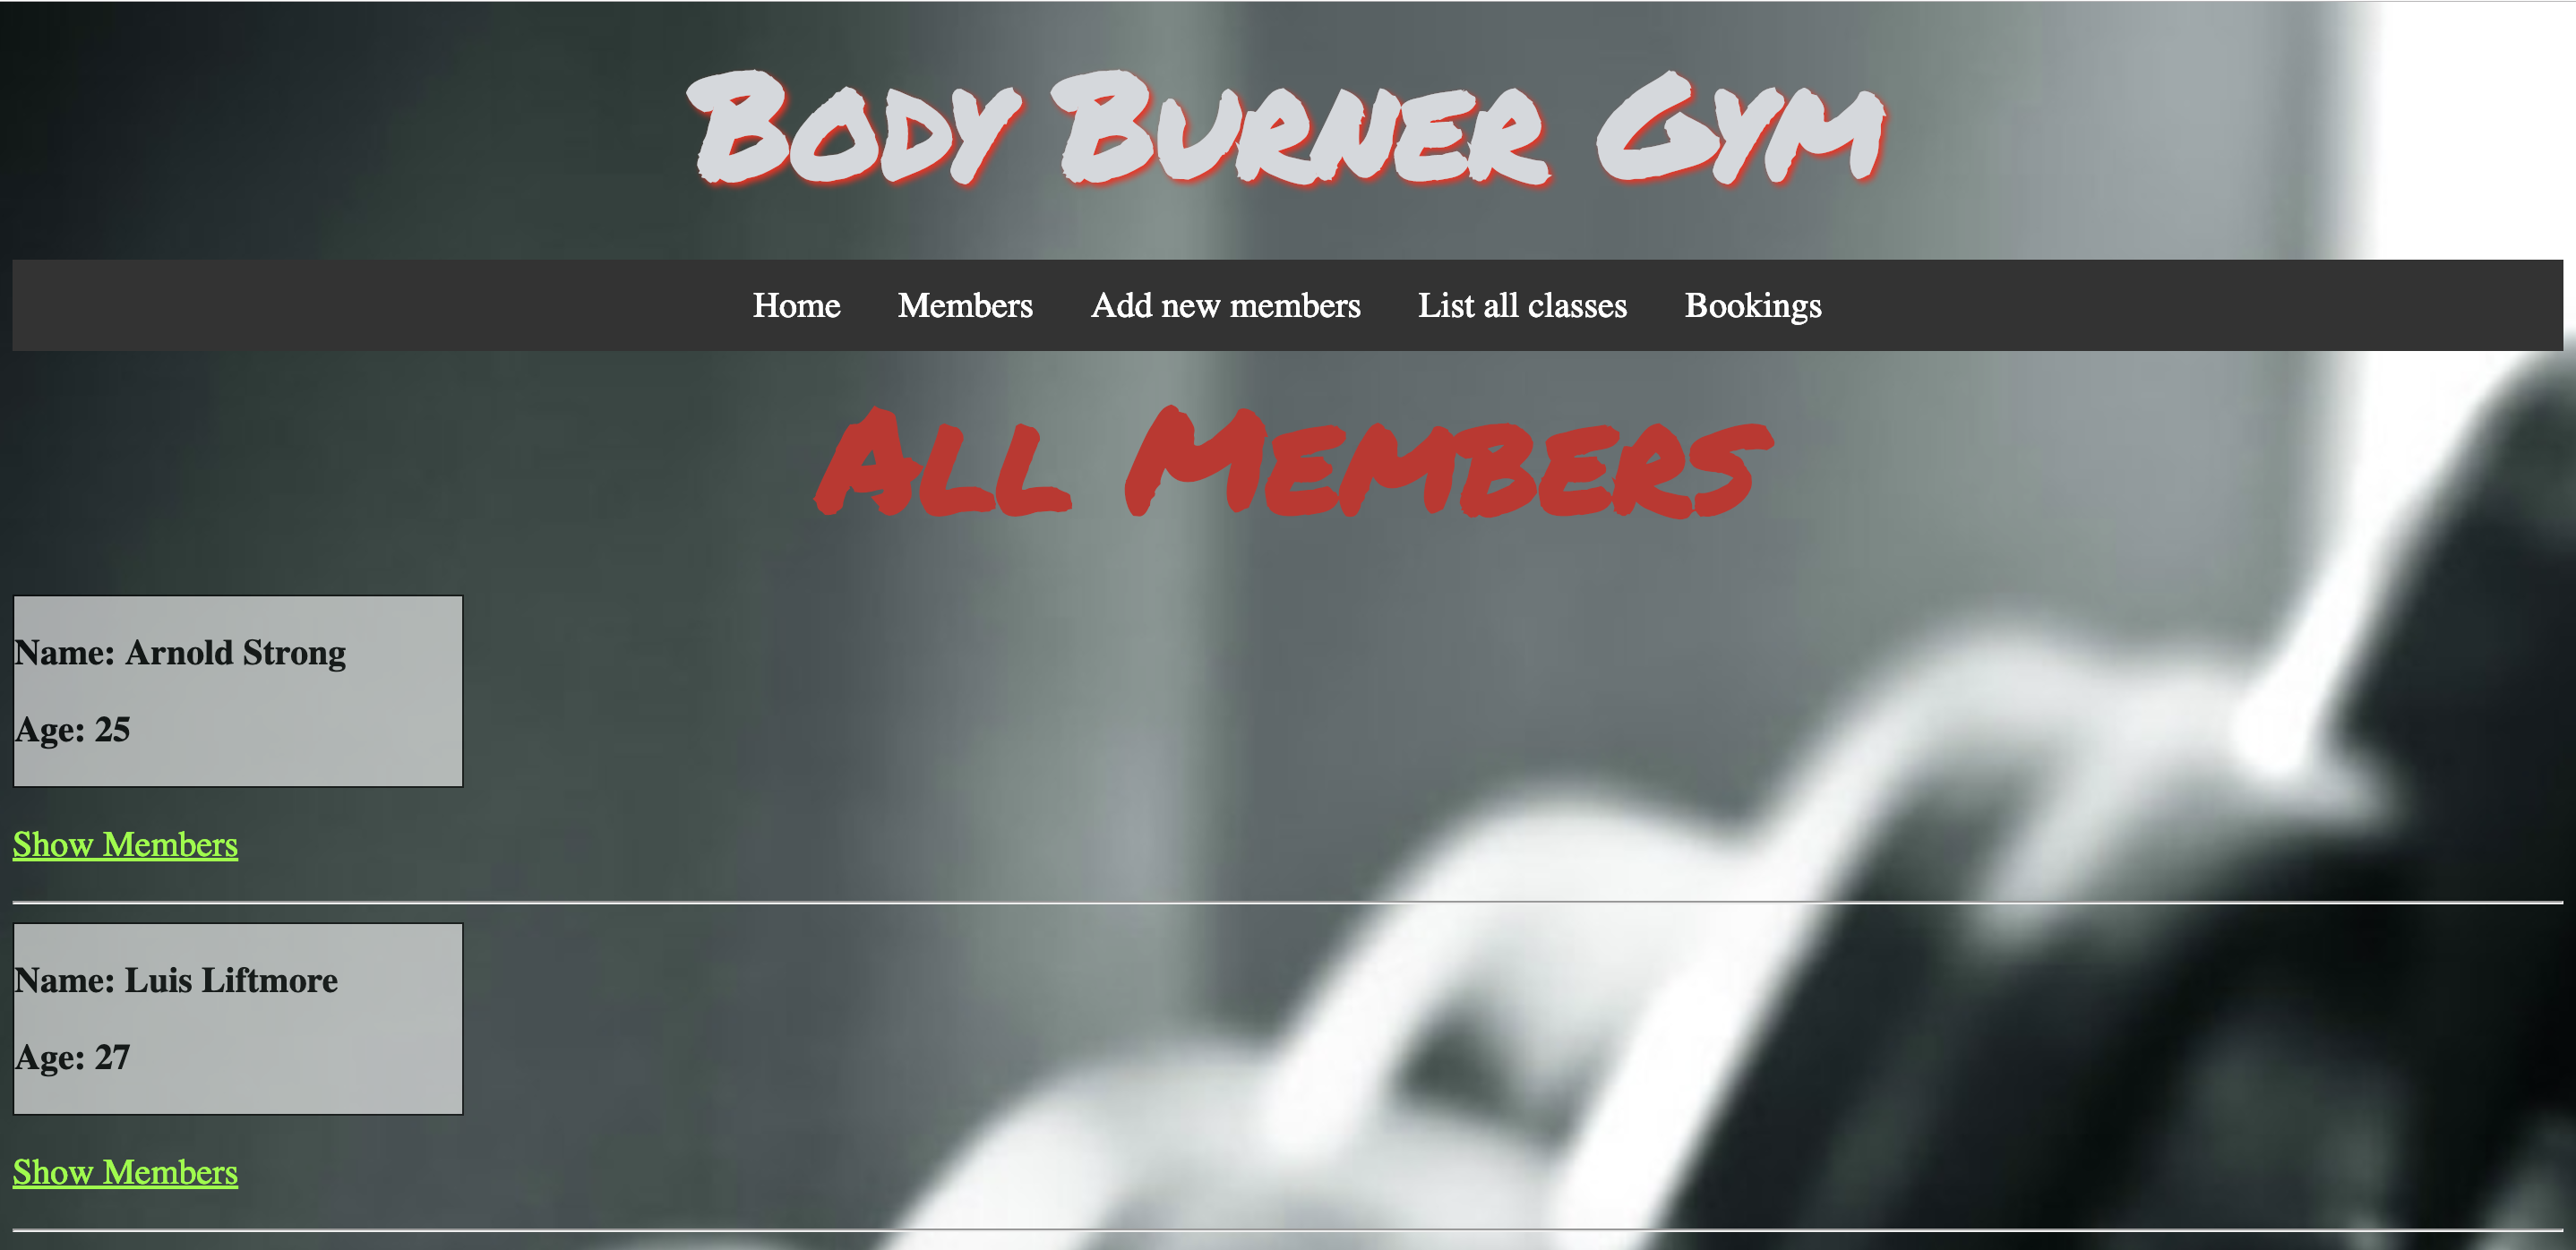 Body Burner Gym
Home Members Add new members List all classes Bookings
All Members
Name: Arnold Strong
Age: 25
Show Members
Name: Luis Liftmore
Age: 27
Show Members